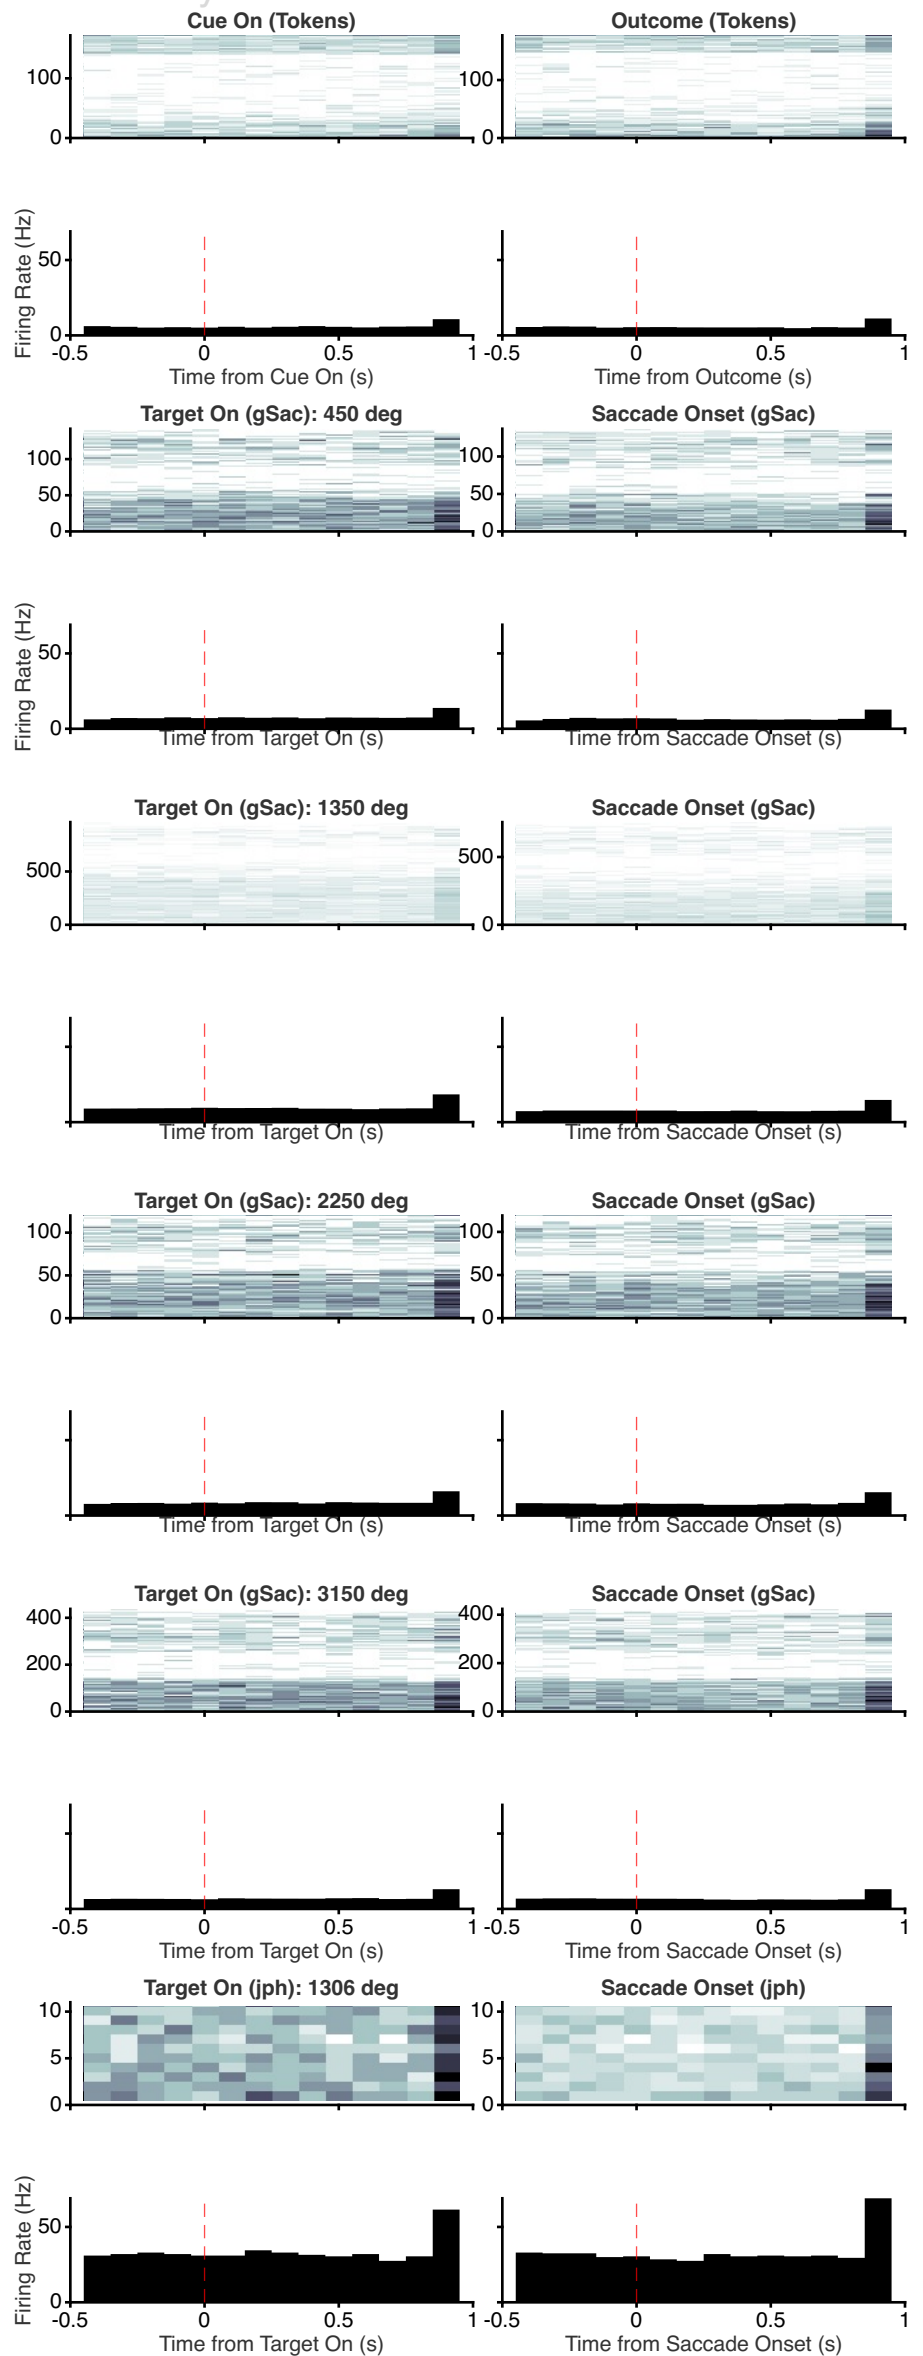 Cue On (Tokens) Outcome (Tokens)
100 100
0 0
Firing Rate (Hz)
50
0
-0.5 0 0.5 1 -0.5 0 0.5 1
Time from Cue On (s) Time from Outcome (s)
Target On (gSac): 450 deg Saccade Onset (gSac)
100 100
50 50
0 0
Firing Rate (Hz)
50
0
Time from Target On (s) Time from Saccade Onset (s)
Target On (gSac): 1350 deg Saccade Onset (gSac)
500 500
0 0
Time from Target On (s) Time from Saccade Onset (s)
Target On (gSac): 2250 deg Saccade Onset (gSac)
100 100
50 50
0 0
Time from Target On (s) Time from Saccade Onset (s)
Target On (gSac): 3150 deg Saccade Onset (gSac)
400 400
200 200
0 0
-0.5 0 0.5 1 -0.5 0 0.5 1
Time from Target On (s) Time from Saccade Onset (s)
Target On (jph): 1306 deg Saccade Onset (jph)
10 10
5 5
0 0
Firing Rate (Hz)
50
0
-0.5 0 0.5 1 -0.5 0 0.5 1
Time from Target On (s) Time from Saccade Onset (s)